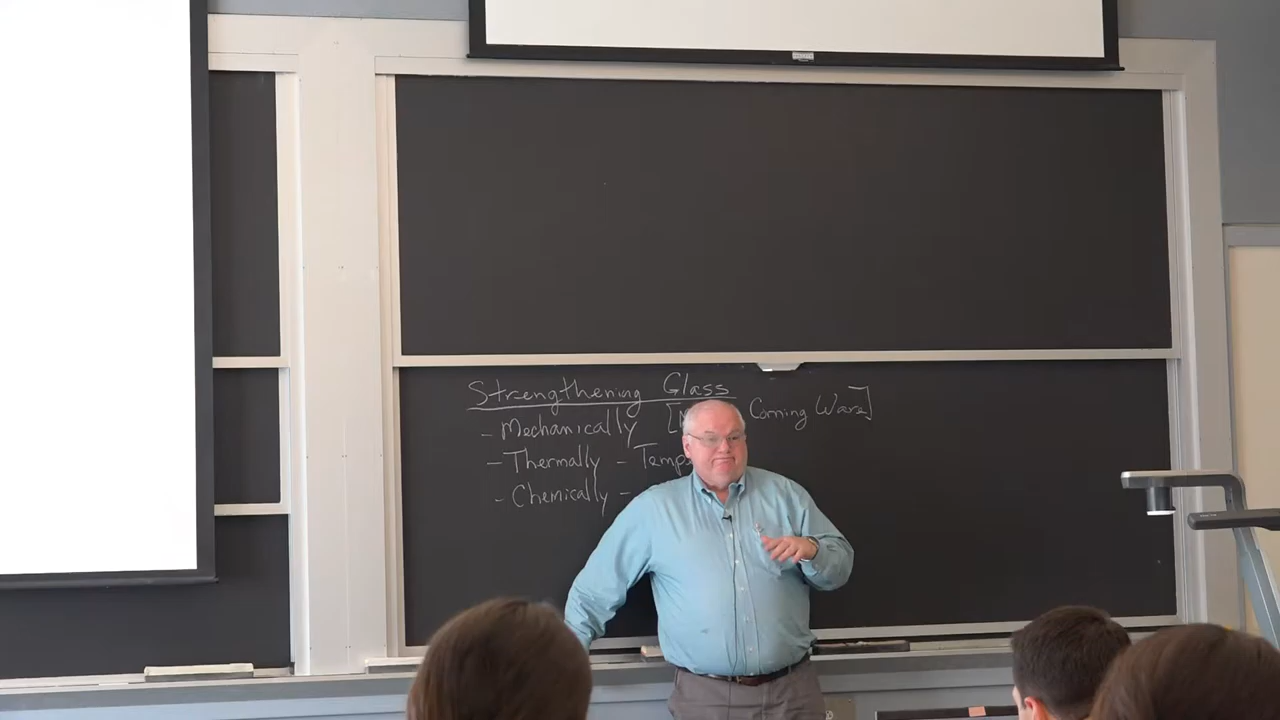 Strengthening Glass
- Mechanically [ Corning Ware]
- Thermally - Temp
- Chemically -